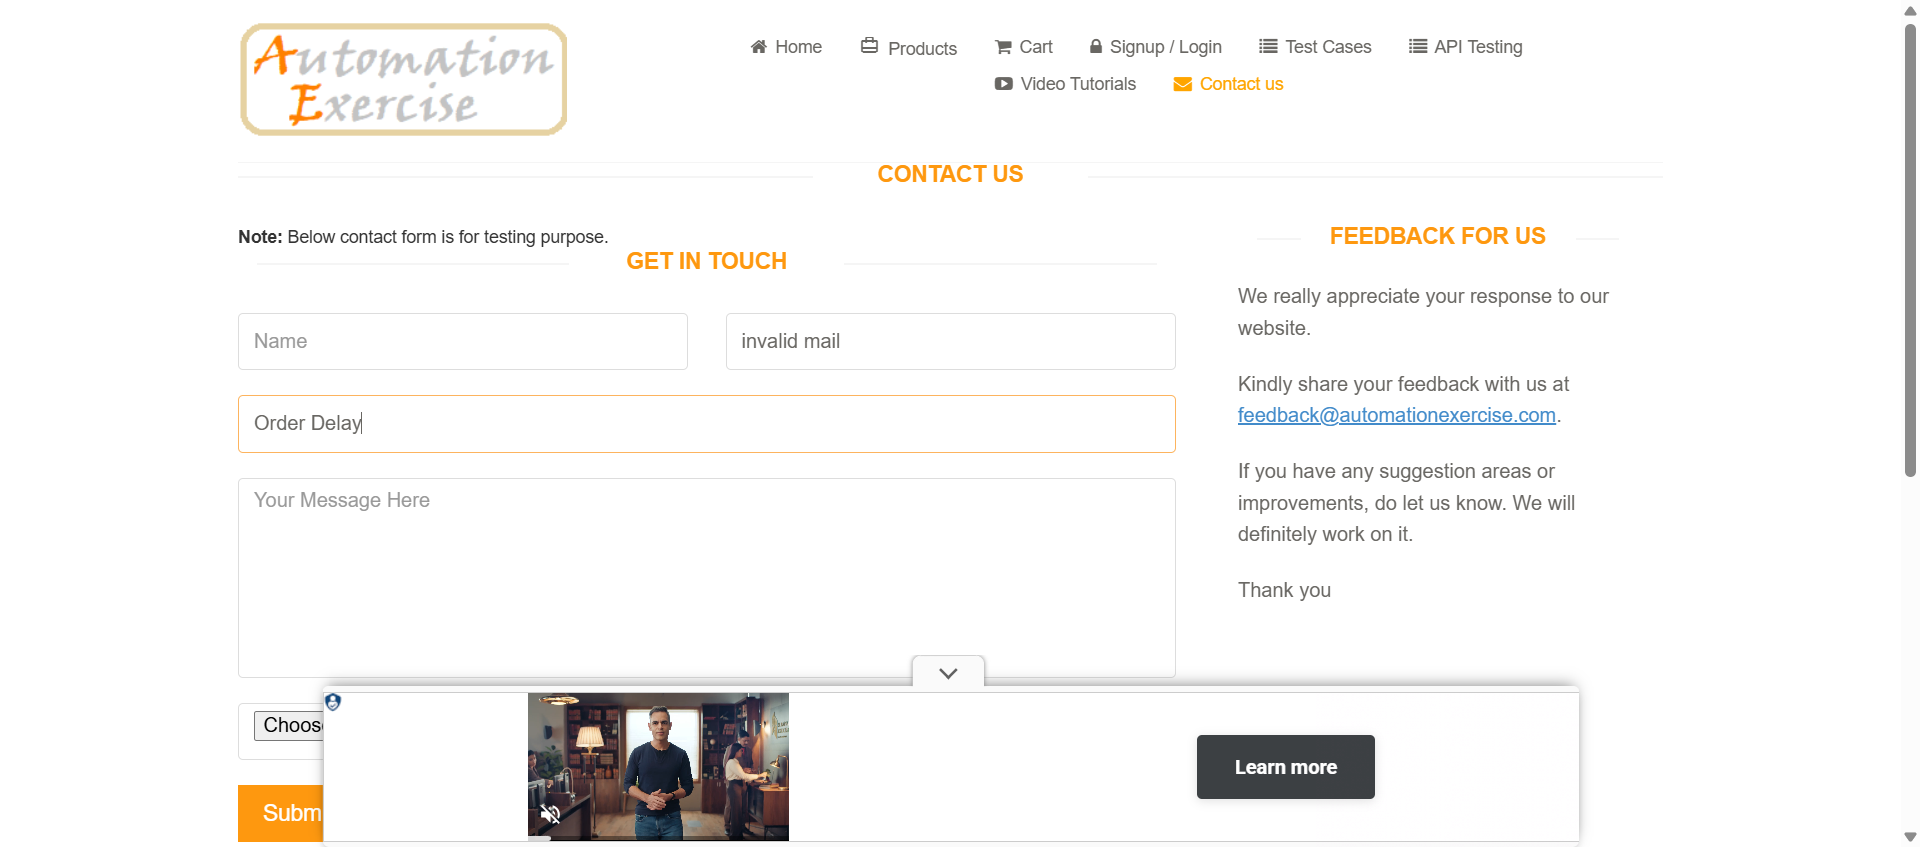 Automation
Exercise
Home
Products
Cart
Signup / Login
Test Cases
API Testing
Video Tutorials
Contact us
CONTACT US
Note: Below contact form is for testing purpose.
GET IN TOUCH
Name
invalid mail
Order Delay
Your Message Here
Choos
Subm
FEEDBACK FOR US
We really appreciate your response to our
website.
Kindly share your feedback with us at
feedback@automationexercise.com.
If you have any suggestion areas or
improvements, do let us know. We will
definitely work on it.
Thank you
Learn more